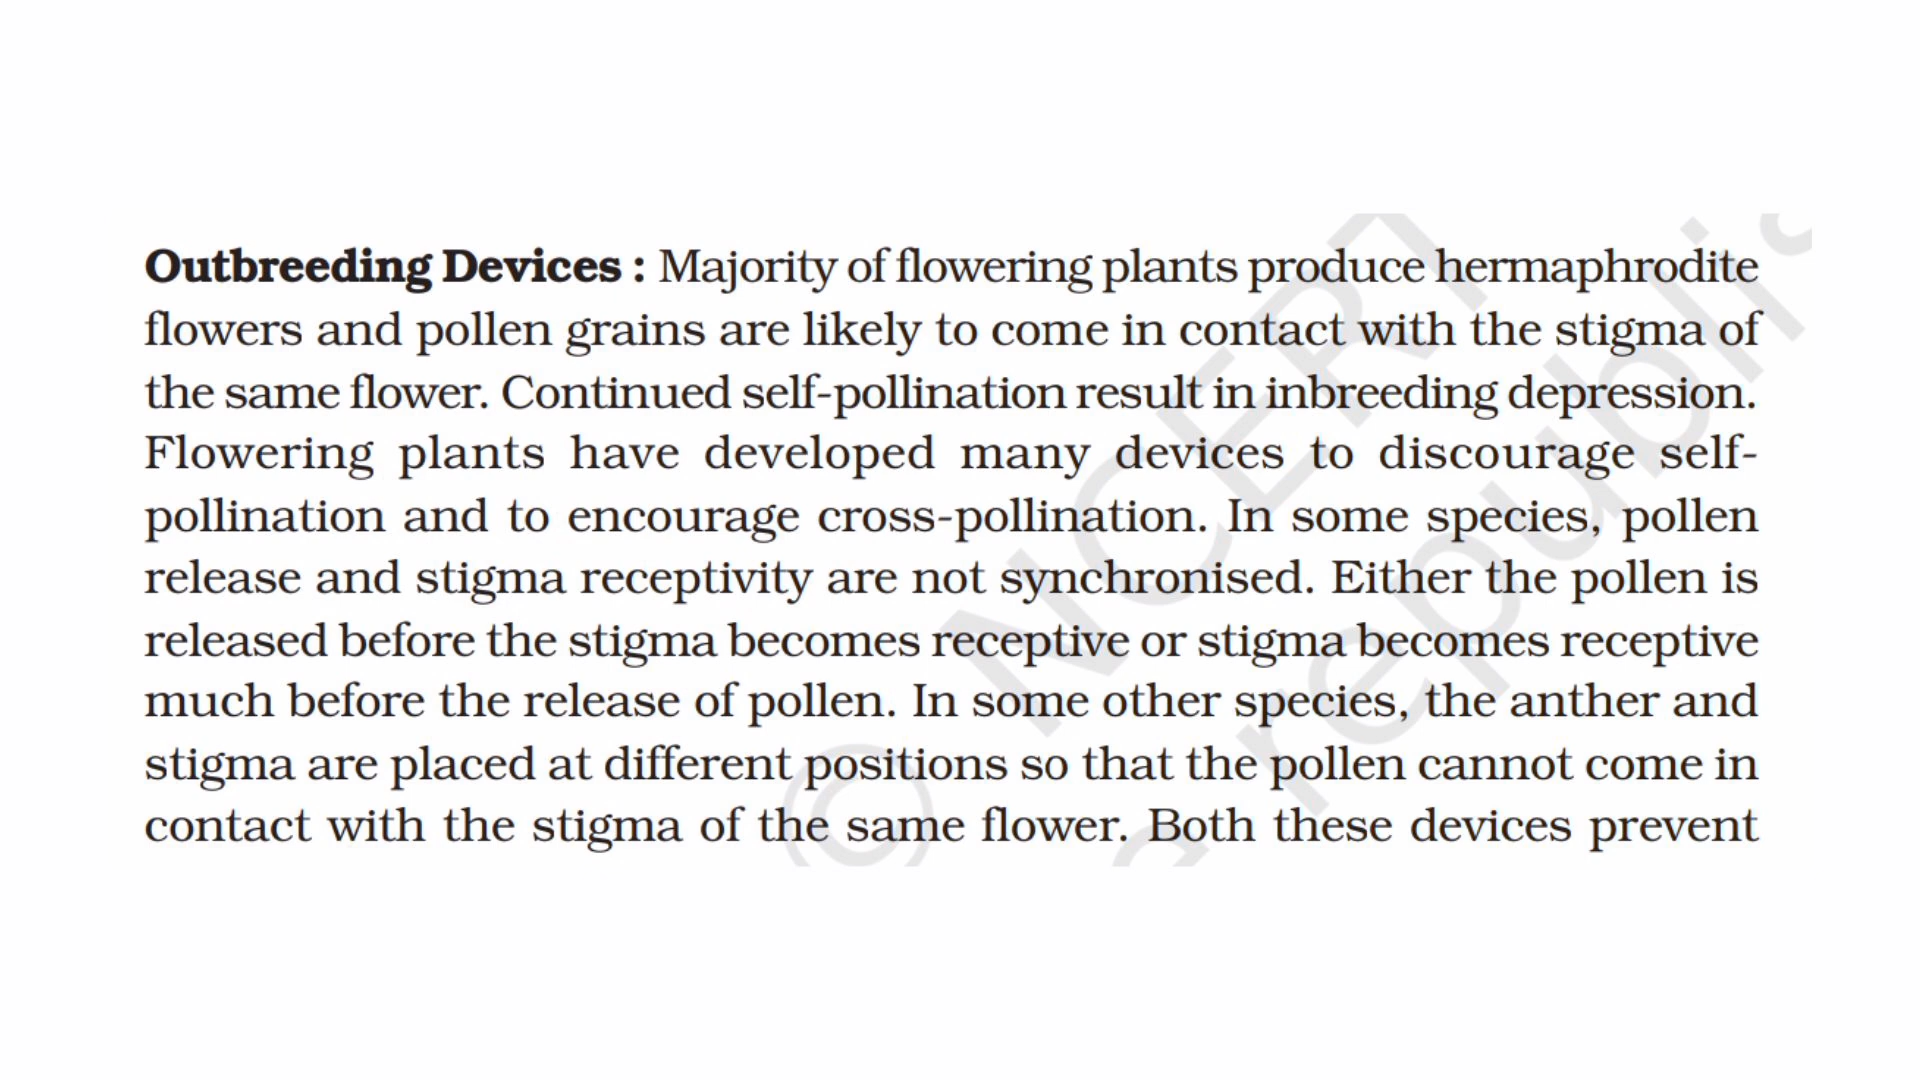 Outbreeding Devices : Majority of flowering plants produce hermaphrodite
flowers and pollen grains are likely to come in contact with the stigma of
the same flower. Continued self-pollination result in inbreeding depression.
Flowering plants have developed many devices to discourage self-
pollination and to encourage cross-pollination. In some species, pollen
release and stigma receptivity are not synchronised. Either the pollen is
released before the stigma becomes receptive or stigma becomes receptive
much before the release of pollen. In some other species, the anther and
stigma are placed at different positions so that the pollen cannot come in
contact with the stigma of the same flower. Both these devices prevent
© NCERT
republi